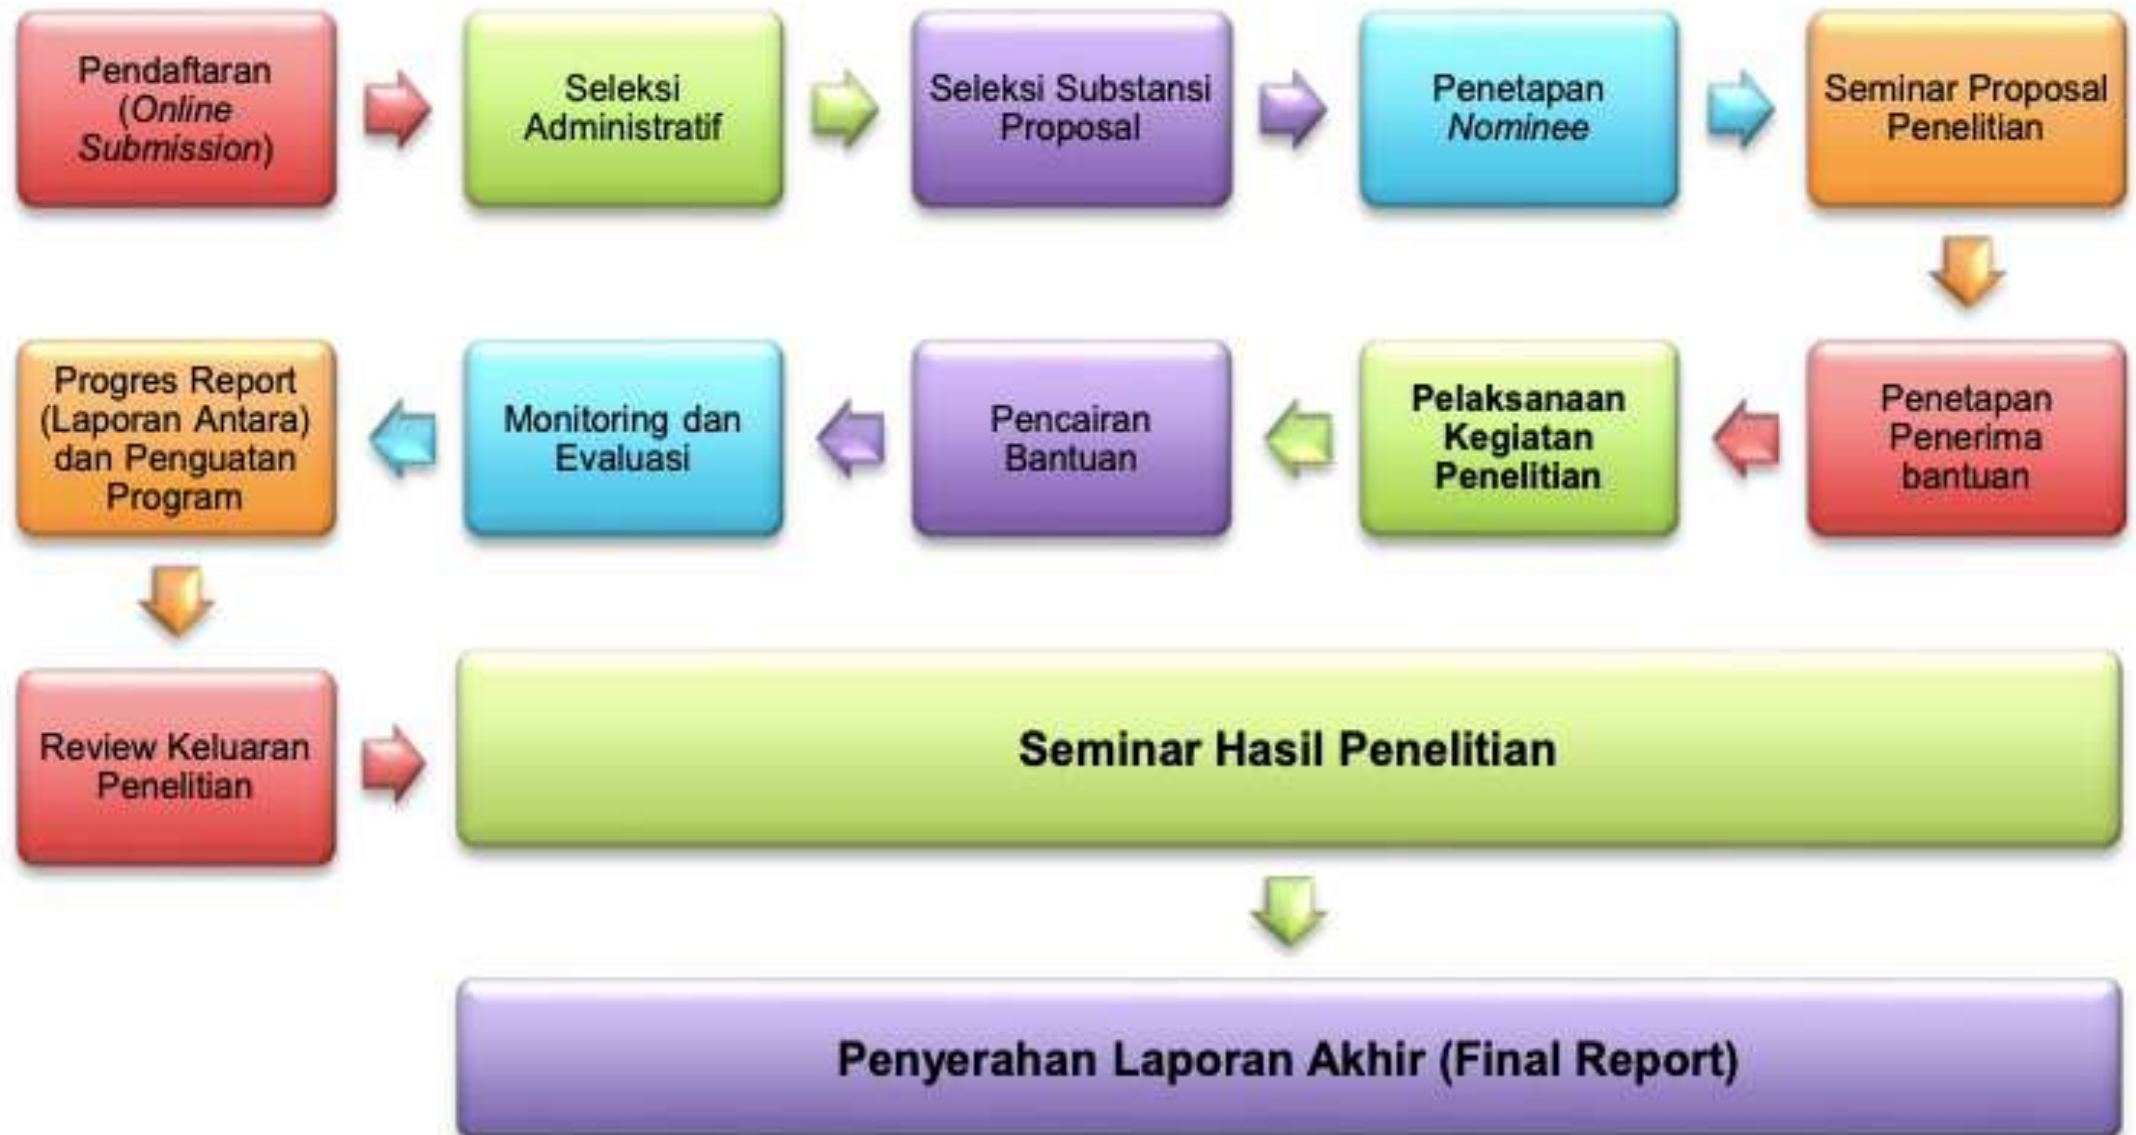 Pendaftaran
(Online
Submission)
Seleksi
Administratif
Seleksi Substansi
Proposal
Penetapan
Nominee
Seminar Proposal
Penelitian
Penetapan
Penerima
bantuan
Pelaksanaan
Kegiatan
Penelitian
Pencairan
Bantuan
Monitoring dan
Evaluasi
Progres Report
(Laporan Antara)
dan Penguatan
Program
Review Keluaran
Penelitian
Seminar Hasil Penelitian
Penyerahan Laporan Akhir (Final Report)